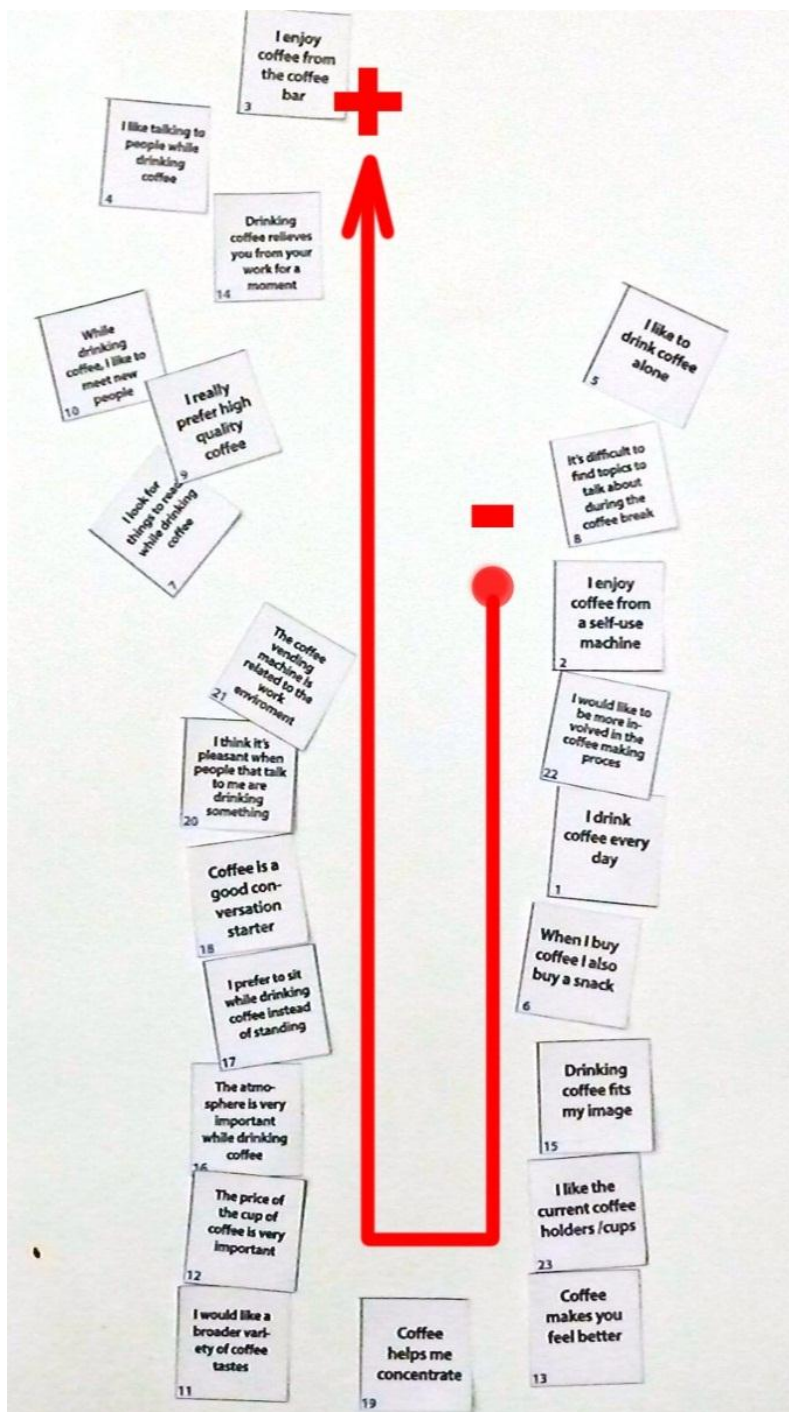 I enjoy
coffee from
the coffee
bar
3
+
I like talking to
people while
drinking
coffee
4
Drinking
coffee relieves
you from your
work for a
moment
14
While
drinking
coffee, I like to
meet new
people
10
I really
prefer high
quality
coffee
9
I look for
things to read
while drinking
coffee
7
The coffee
vending
machine is
related to the
work
enviroment
21
I think it's
pleasant when
people that talk
to me are
drinking
something
20
Coffee is a
good con-
versation
starter
18
I prefer to sit
while drinking
coffee instead
of standing
17
The atmo-
sphere is very
important
while drinking
coffee
16
The price of
the cup of
coffee is very
important
12
I would like a
broader vari-
ety of coffee
tastes
11
Coffee
helps me
concentrate
19
I like to
drink coffee
alone
5
It's difficult to
find topics to
talk about
during the
coffee break
8
-
I enjoy
coffee from
a self-use
machine
2
I would like to
be more in-
volved in the
coffee making
proces
22
I drink
coffee every
day
1
When I buy
coffee I also
buy a snack
6
Drinking
coffee fits
my image
15
I like the
current coffee
holders /cups
23
Coffee
makes you
feel better
13